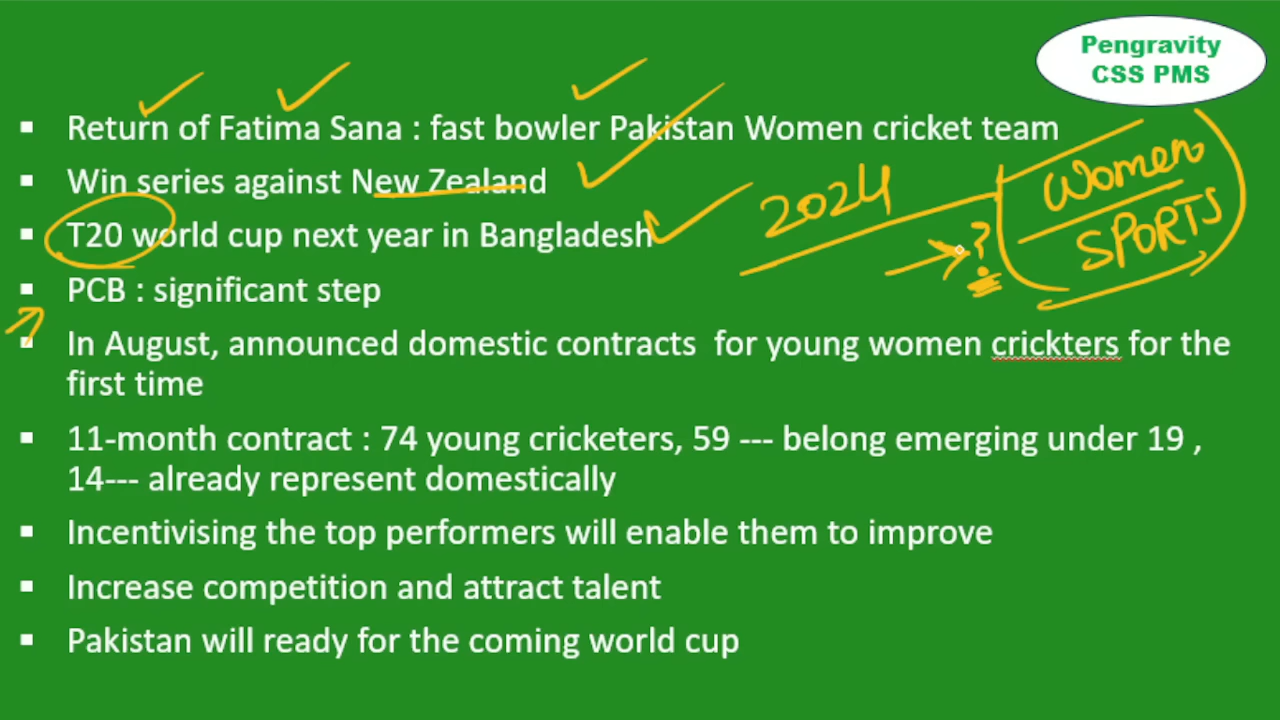 Pengravity
CSS PMS
▪ Return of Fatima Sana : fast bowler Pakistan Women cricket team
▪ Win series against New Zealand
▪ T20 world cup next year in Bangladesh
2024
?
Women
SPORTS
▪ PCB : significant step
▪ In August, announced domestic contracts for young women crickters for the
first time
▪ 11-month contract : 74 young cricketers, 59 --- belong emerging under 19 ,
14--- already represent domestically
▪ Incentivising the top performers will enable them to improve
▪ Increase competition and attract talent
▪ Pakistan will ready for the coming world cup